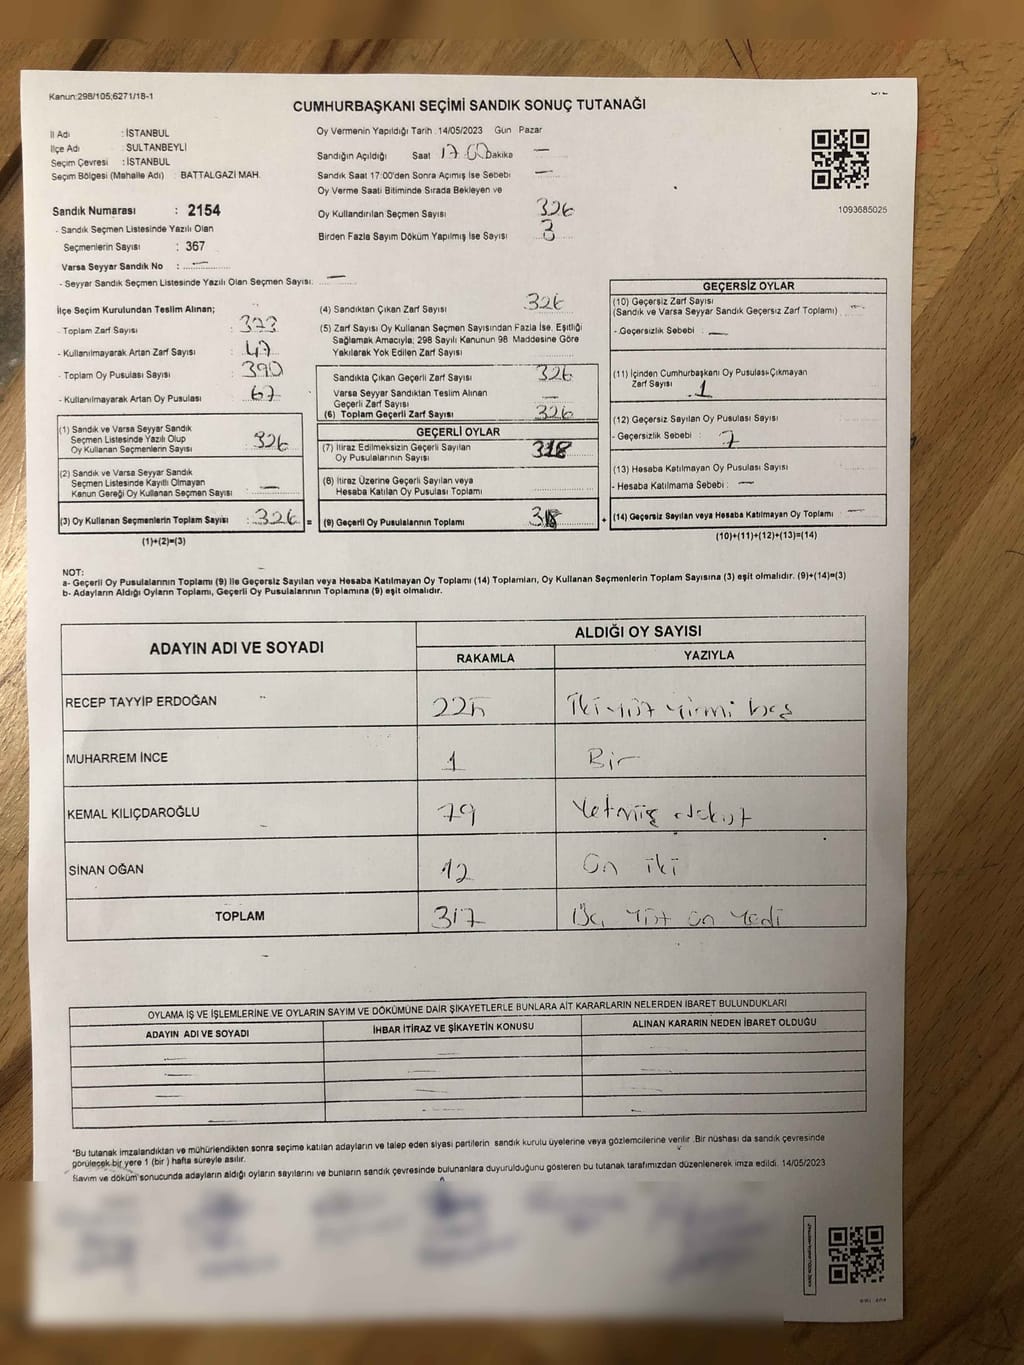 Kanun:298/105;6271/18-1
CUMHURBAŞKANI SEÇİMİ SANDIK SONUÇ TUTANAĞI
İl Adı : İSTANBUL
İlçe Adı : SULTANBEYLİ
Seçim Çevresi : İSTANBUL
Seçim Bölgesi (Mahalle Adı) : BATTALGAZİ MAH.
Sandık Numarası : 2154
- Sandık Seçmen Listesinde Yazılı Olan
Seçmenlerin Sayısı : 367
Varsa Seyyar Sandık No : —
- Seyyar Sandık Seçmen Listesinde Yazılı Olan Seçmen Sayısı: —
Oy Vermenin Yapıldığı Tarih : 14/05/2023 Gün Pazar
Sandığın Açıldığı Saat 17:00 Dakika —
Sandık Saat 17:00'den Sonra Açımış İse Sebebi —
Oy Verme Saati Bitiminde Sırada Bekleyen ve
Oy Kullandırılan Seçmen Sayısı 326
Birden Fazla Sayım Döküm Yapılmış İse Sayısı 3
1093685025
İlçe Seçim Kurulundan Teslim Alınan;
- Toplam Zarf Sayısı : 373
- Kullanılmayarak Artan Zarf Sayısı : 47
- Toplam Oy Pusulası Sayısı : 390
- Kullanılmayarak Artan Oy Pusulası : 67
(1) Sandık ve Varsa Seyyar Sandık
Seçmen Listesinde Yazılı Olup
Oy Kullanan Seçmenlerin Sayısı : 326
(2) Sandık ve Varsa Seyyar Sandık
Seçmen Listesinde Kayıtlı Olmayan
Kanun Gereği Oy Kullanan Seçmen Sayısı —
(3) Oy Kullanan Seçmenlerin Toplam Sayısı : 326
(1)+(2)=(3)
(4) Sandıktan Çıkan Zarf Sayısı 326
(5) Zarf Sayısı Oy Kullanan Seçmen Sayısından Fazla İse, Eşitliği
Sağlamak Amacıyla; 298 Sayılı Kanunun 98 Maddesine Göre
Yakılarak Yok Edilen Zarf Sayısı
Sandıkta Çıkan Geçerli Zarf Sayısı 326
Varsa Seyyar Sandıktan Teslim Alınan
Geçerli Zarf Sayısı —
(6) Toplam Geçerli Zarf Sayısı 326
GEÇERLİ OYLAR
(7) İtiraz Edilmeksizin Geçerli Sayılan
Oy Pusulalarının Sayısı 318
(8) İtiraz Üzerine Geçerli Sayılan veya
Hesaba Katılan Oy Pusulası Toplamı
(9) Geçerli Oy Pusulalarının Toplamı 318
GEÇERSİZ OYLAR
(10) Geçersiz Zarf Sayısı
(Sandık ve Varsa Seyyar Sandık Geçersiz Zarf Toplamı)
- Geçersizlik Sebebi : —
(11) İçinden Cumhurbaşkanı Oy Pusulası Çıkmayan
Zarf Sayısı 1
(12) Geçersiz Sayılan Oy Pusulası Sayısı
- Geçersizlik Sebebi : 7
(13) Hesaba Katılmayan Oy Pusulası Sayısı
- Hesaba Katılmama Sebebi : —
(14) Geçersiz Sayılan veya Hesaba Katılmayan Oy Toplamı —
(10)+(11)+(12)+(13)=(14)
NOT:
a- Geçerli Oy Pusulalarının Toplamı (9) ile Geçersiz Sayılan veya Hesaba Katılmayan Oy Toplamı (14) Toplamları, Oy Kullanan Seçmenlerin Toplam Sayısına (3) eşit olmalıdır. (9)+(14)=(3)
b- Adayların Aldığı Oyların Toplamı, Geçerli Oy Pusulalarının Toplamına (9) eşit olmalıdır.
ADAYIN ADI VE SOYADI ALDIĞI OY SAYISI
RAKAMLA YAZIYLA
RECEP TAYYİP ERDOĞAN 225 İki yüz yirmi beş
MUHARREM İNCE 1 Bir
KEMAL KILIÇDAROĞLU 79 Yetmiş dokuz
SİNAN OĞAN 12 On iki
TOPLAM 317 Üç yüz on yedi
OYLAMA İŞ VE İŞLEMLERİNE VE OYLARIN SAYIM VE DÖKÜMÜNE DAİR ŞİKAYETLERLE BUNLARA AİT KARARLARIN NELERDEN İBARET BULUNDUKLARI
ADAYIN ADI VE SOYADI İHBAR İTİRAZ VE ŞİKAYETİN KONUSU ALINAN KARARIN NEDEN İBARET OLDUĞU
*Bu tutanak imzalandıktan ve mühürlendikten sonra seçime katılan adayların ve talep eden siyasi partilerin sandık kurulu üyelerine veya gözlemcilerine verilir .Bir nüshası da sandık çevresinde
görülecek bir yere 1 (bir ) hafta süreyle asılır.
Sayım ve döküm sonucunda adayların aldığı oyların sayılarını ve bunların sandık çevresinde bulunanlara duyurulduğunu gösteren bu tutanak tarafımızdan düzenlenerek imza edildi. 14/05/2023